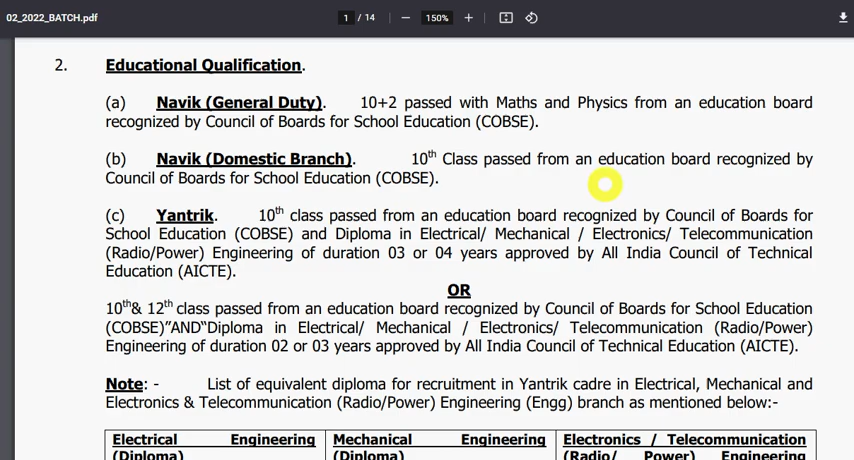 02_2022_BATCH.pdf
1 / 14
150%
2. Educational Qualification.
(a) Navik (General Duty). 10+2 passed with Maths and Physics from an education board
recognized by Council of Boards for School Education (COBSE).
(b) Navik (Domestic Branch). 10th Class passed from an education board recognized by
Council of Boards for School Education (COBSE).
(c) Yantrik. 10th class passed from an education board recognized by Council of Boards for
School Education (COBSE) and Diploma in Electrical/ Mechanical / Electronics/ Telecommunication
(Radio/Power) Engineering of duration 03 or 04 years approved by All India Council of Technical
Education (AICTE).
OR
10th& 12th class passed from an education board recognized by Council of Boards for School Education
(COBSE)”AND“Diploma in Electrical/ Mechanical / Electronics/ Telecommunication (Radio/Power)
Engineering of duration 02 or 03 years approved by All India Council of Technical Education (AICTE).
Note: - List of equivalent diploma for recruitment in Yantrik cadre in Electrical, Mechanical and
Electronics & Telecommunication (Radio/Power) Engineering (Engg) branch as mentioned below:-
Electrical Engineering Mechanical Engineering Electronics / Telecommunication
(Diploma) (Diploma) (Radio/ Power) Engineering